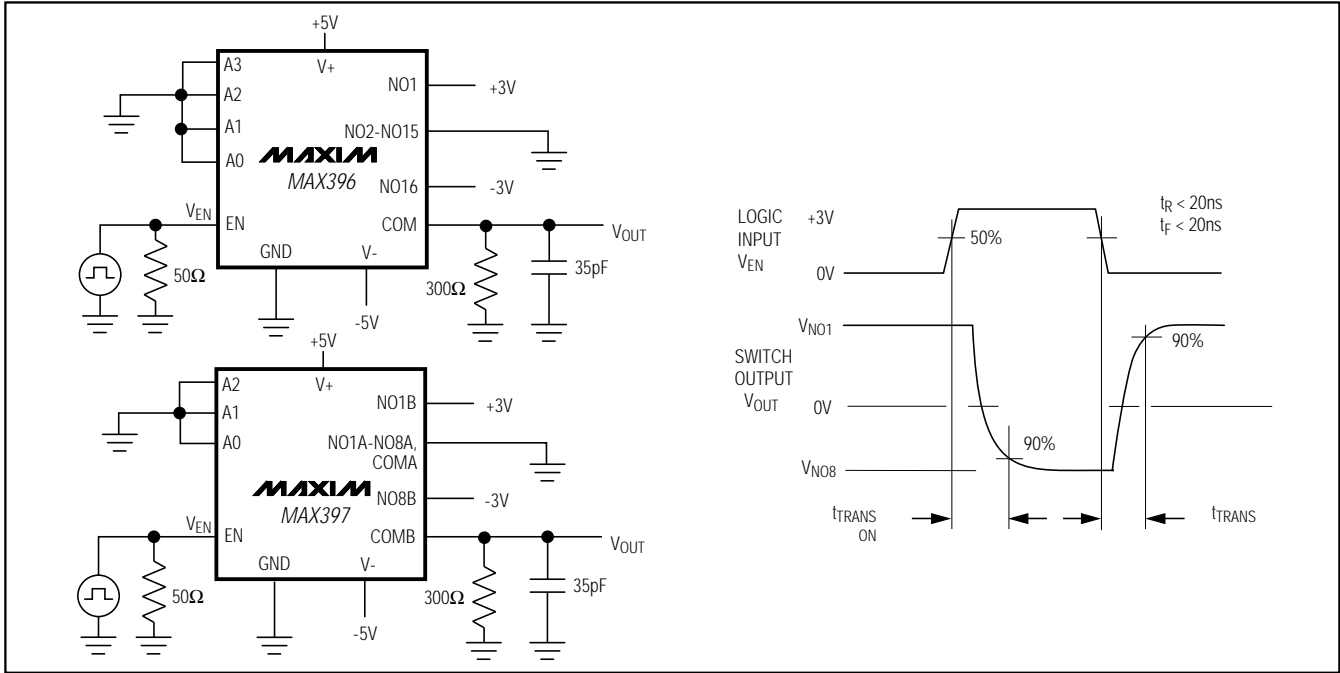 +5V
V+
A3
A2
A1
A0
NO1
+3V
NO2-NO15
MAXIM
MAX396
NO16
-3V
VEN
EN
COM
VOUT
GND
V-
50Ω
300Ω
35pF
-5V
+5V
V+
A2
A1
A0
NO1B
+3V
NO1A-NO8A,
COMA
MAXIM
MAX397
NO8B
-3V
VEN
EN
COMB
VOUT
GND
V-
50Ω
300Ω
35pF
-5V
LOGIC
INPUT
VEN
+3V
50%
0V
tR < 20ns
tF < 20ns
VNO1
90%
SWITCH
OUTPUT
VOUT
0V
90%
VNO8
tTRANS
ON
tTRANS